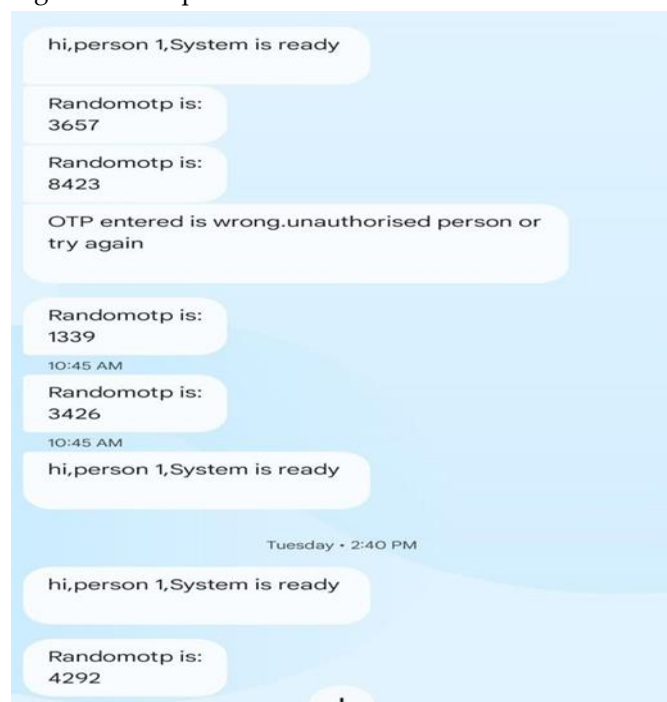 hi,person 1,System is ready
Randomotp is:
3657
Randomotp is:
8423
OTP entered is wrong.unauthorised person or
try again
Randomotp is:
1339
10:45 AM
Randomotp is:
3426
10:45 AM
hi,person 1,System is ready
Tuesday • 2:40 PM
hi,person 1,System is ready
Randomotp is:
4292